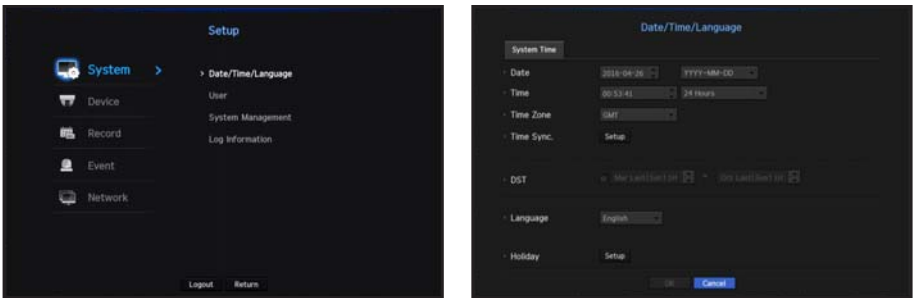 Setup
System >
Device
Record
Event
Network
> Date/Time/Language
User
System Management
Log Information
Logout Return
Date/Time/Language
System Time
Date 2016-04-26 YYYY-MM-DD
Time 00:53:41 24 Hours
Time Zone GMT
Time Sync. Setup
DST
Language English
Holiday Setup
OK Cancel